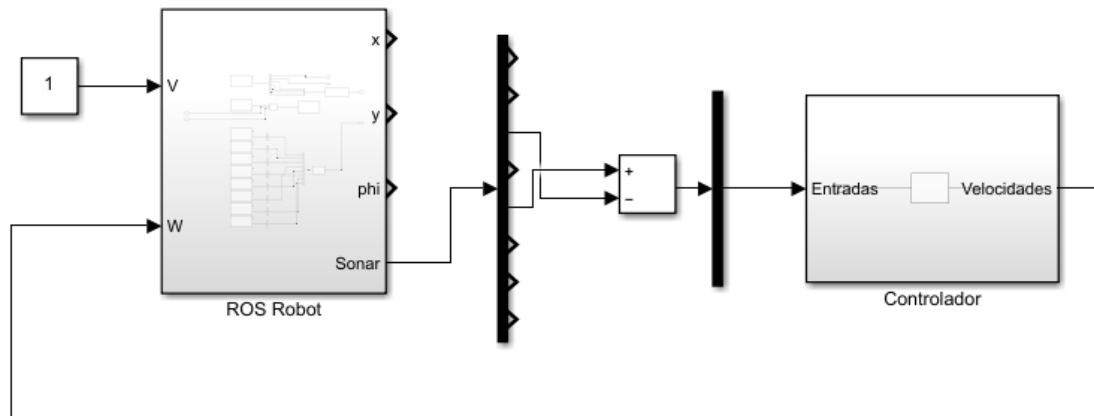 x
1
V
y
phi
W
Sonar
ROS Robot
+
−
Entradas
Velocidades
Controlador